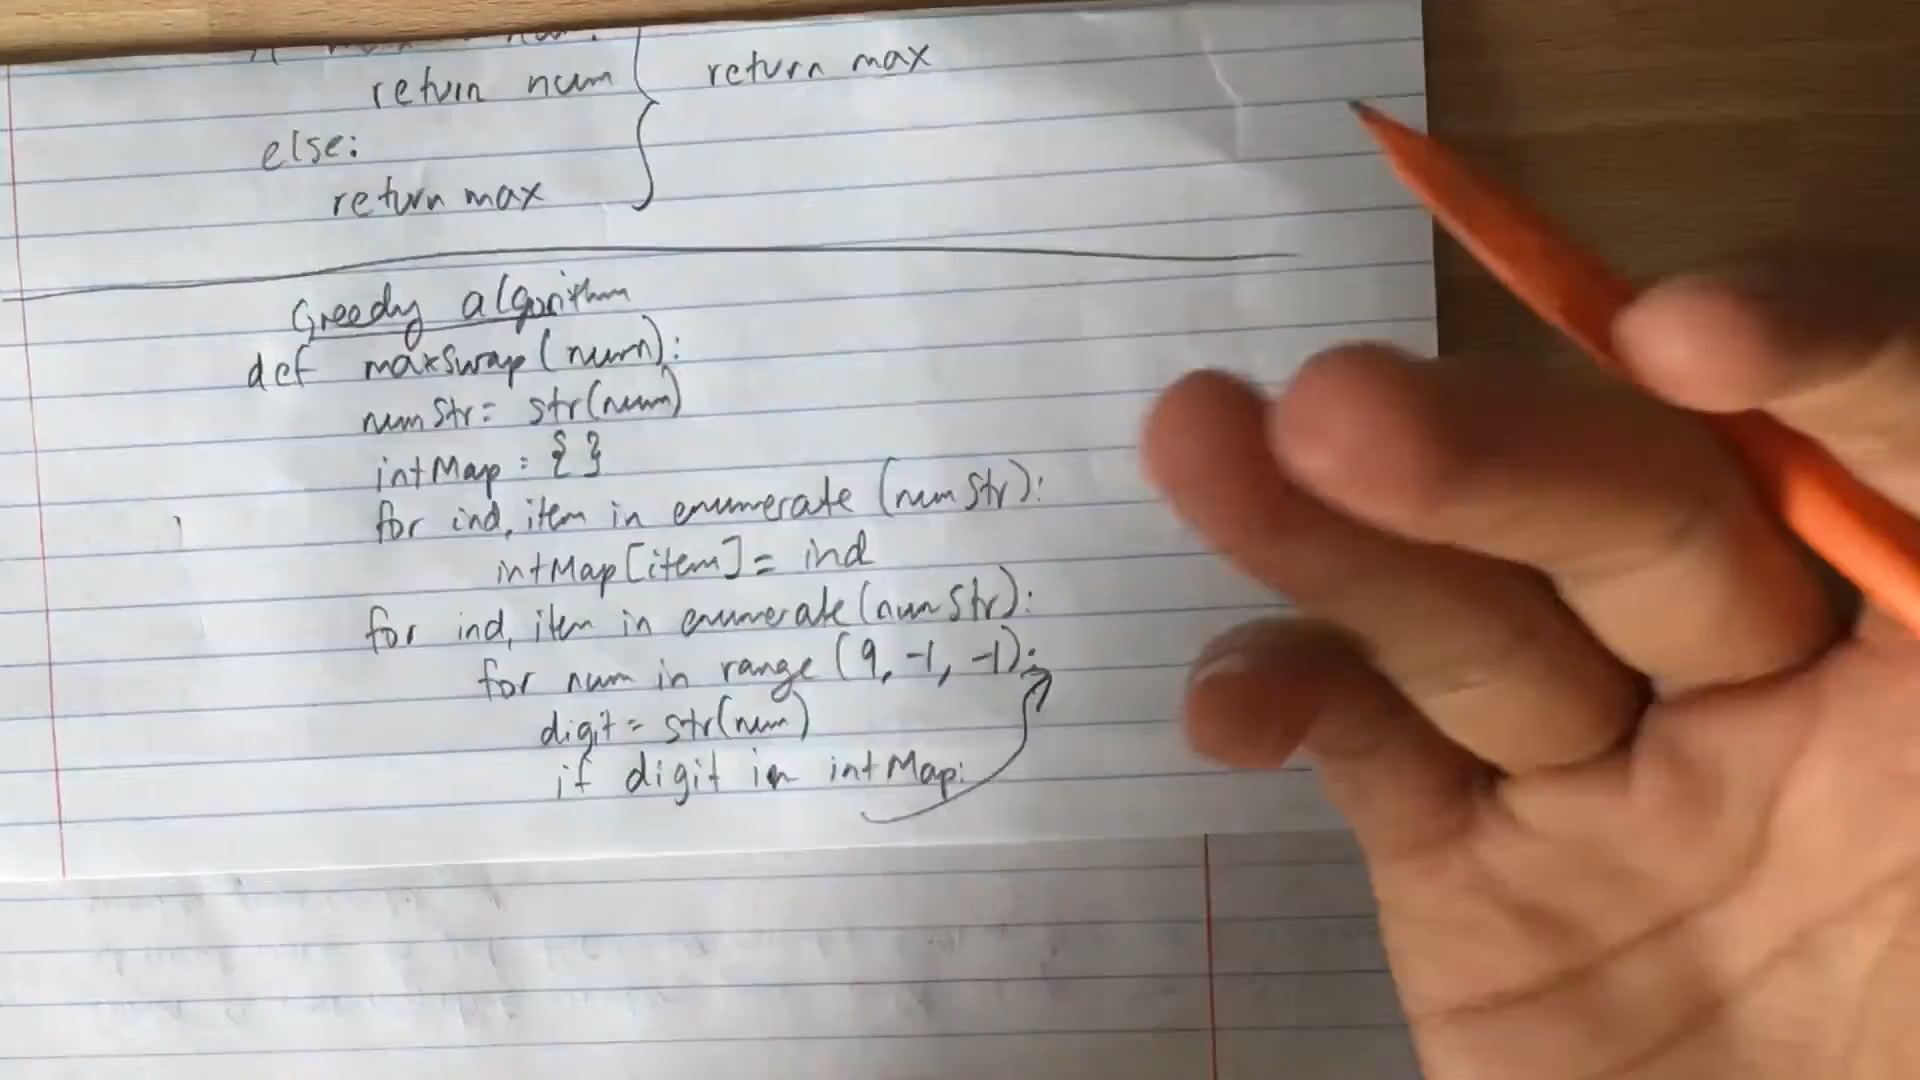 return num
return max
else:
return max
Greedy algorithm
def maxSwap(num):
numStr = str(num)
intMap = {}
for ind, item in enumerate (numStr):
intMap[item] = ind
for ind, item in enumerate(numStr):
for num in range (9, -1, -1):
digit = str(num)
if digit in intMap: